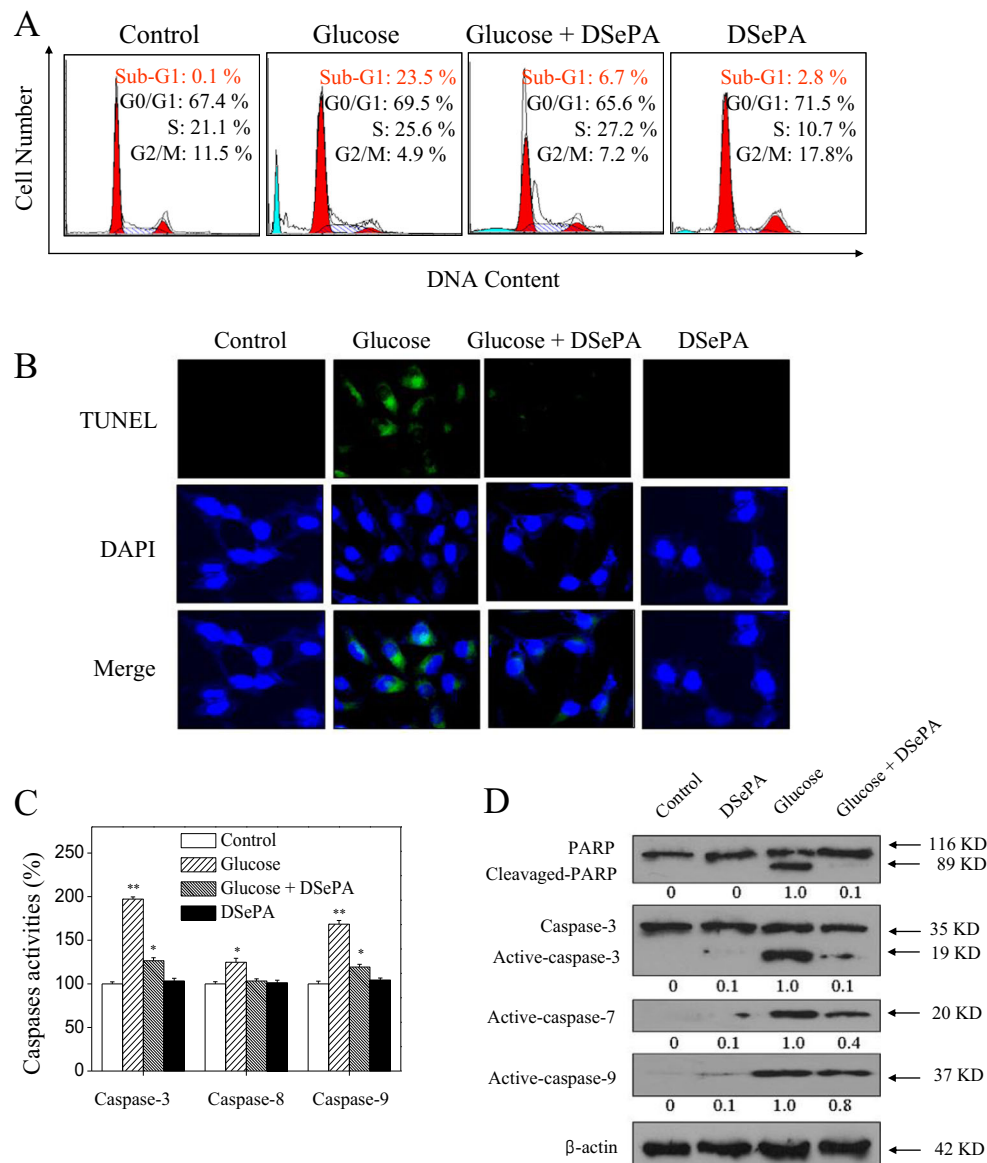 A
Control
Glucose
Glucose + DSePA
DSePA
Sub-G1: 0.1 %
G0/G1: 67.4 %
S: 21.1 %
G2/M: 11.5 %
Sub-G1: 23.5 %
G0/G1: 69.5 %
S: 25.6 %
G2/M: 4.9 %
Sub-G1: 6.7 %
G0/G1: 65.6 %
S: 27.2 %
G2/M: 7.2 %
Sub-G1: 2.8 %
G0/G1: 71.5 %
S: 10.7 %
G2/M: 17.8%
Cell Number
DNA Content
B
Control
Glucose
Glucose + DSePA
DSePA
TUNEL
DAPI
Merge
C
Caspases activities (%)
250
200
150
100
50
0
Control
Glucose
Glucose + DSePA
DSePA
**
*
*
**
*
Caspase-3
Caspase-8
Caspase-9
D
Control
DSePA
Glucose
Glucose + DSePA
PARP
116 KD
Cleavaged-PARP
89 KD
0 0 1.0 0.1
Caspase-3
35 KD
Active-caspase-3
19 KD
0 0.1 1.0 0.1
Active-caspase-7
20 KD
0 0.1 1.0 0.4
Active-caspase-9
37 KD
0 0.1 1.0 0.8
β-actin
42 KD